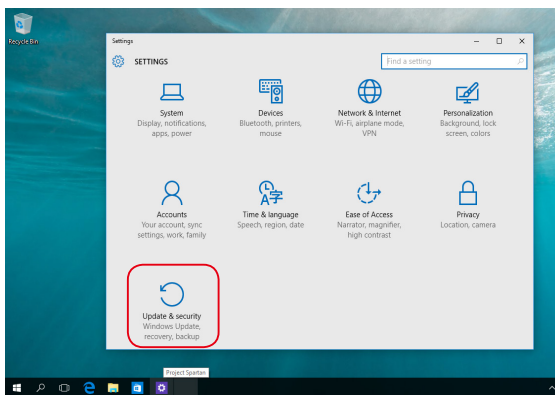 Recycle Bin
Settings
SETTINGS
Find a setting
System
Display, notifications,
apps, power
Devices
Bluetooth, printers,
mouse
Network & Internet
Wi-Fi, airplane mode,
VPN
Personalization
Background, lock
screen, colors
Accounts
Your account, sync
settings, work, family
Time & language
Speech, region, date
Ease of Access
Narrator, magnifier,
high contrast
Privacy
Location, camera
Update & security
Windows Update,
recovery, backup
Project Spartan